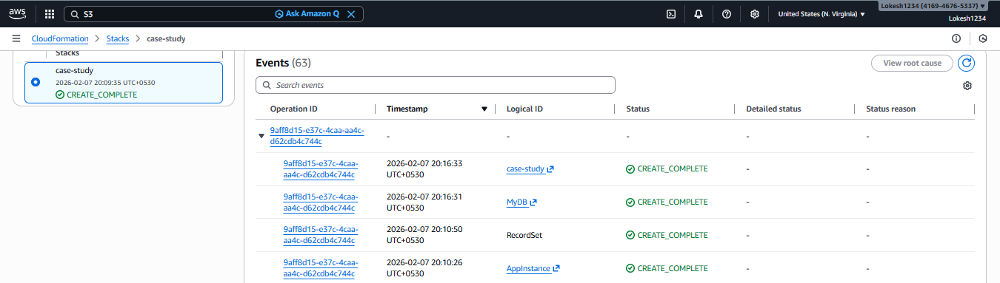 aws
S3
Ask Amazon Q
United States (N. Virginia)
Lokesh1234 (4169-4676-5337)
Lokesh1234
CloudFormation
Stacks
case-study
Stacks
case-study
2026-02-07 20:09:35 UTC+0530
CREATE_COMPLETE
Events (63)
View root cause
Search events
Operation ID Timestamp Logical ID Status Detailed status Status reason
9aff8d15-e37c-4caa-aa4c-
d62cdb4c744c
- - - - -
9aff8d15-e37c-4caa-
aa4c-d62cdb4c744c
2026-02-07 20:16:33
UTC+0530
case-study
CREATE_COMPLETE
- -
9aff8d15-e37c-4caa-
aa4c-d62cdb4c744c
2026-02-07 20:16:31
UTC+0530
MyDB
CREATE_COMPLETE
- -
9aff8d15-e37c-4caa-
aa4c-d62cdb4c744c
2026-02-07 20:10:50
UTC+0530
RecordSet
CREATE_COMPLETE
- -
9aff8d15-e37c-4caa-
aa4c-d62cdb4c744c
2026-02-07 20:10:26
UTC+0530
AppInstance
CREATE_COMPLETE
- -